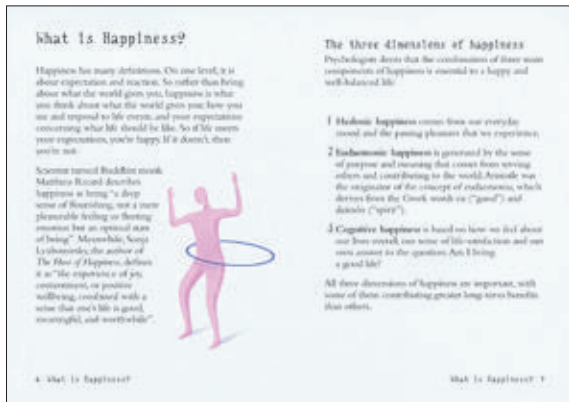 What is Happiness?
Happiness has many definitions. On one level, it is
about expectation and reaction. So rather than being
about what the world gives you, happiness is what
you think about what the world gives you; how you
see and respond to life events, and your expectations
concerning what life should be like. So if life meets
your expectations, you're happy. If it doesn't, then
you're not.
Scientist turned Buddhist monk
Matthieu Ricard describes
happiness as being "a deep
sense of flourishing, not a mere
pleasurable feeling or fleeting
emotion but an optimal state
of being". Meanwhile, Sonja
Lyubomirsky, the author of
The How of Happiness, defines
it as "the experience of joy,
contentment, or positive
wellbeing, combined with a
sense that one's life is good,
meaningful, and worthwhile".
6 What is Happiness?
The three dimensions of happiness
Psychologists that the combination of three main
components of happiness is essential to a happy and
well-balanced life:
1 Hedonic happiness comes from our everyday
mood and the passing pleasures that we experience.
2 Eudaemonic happiness is generated by the sense
of purpose and meaning that comes from serving
others and contributing to the world. Aristotle was
the originator of the concept of eudaemonia, which
derives from the Greek words eu ("good") and
daimōn ("spirit").
3 Cognitive happiness is based on how we feel about
our lives overall, our sense of life-satisfaction and our
own answer to the question: Am I living
a good life?
All three dimensions of happiness are important, with
some of them contributing greater long-term benefits
than others.
What is Happiness? 7